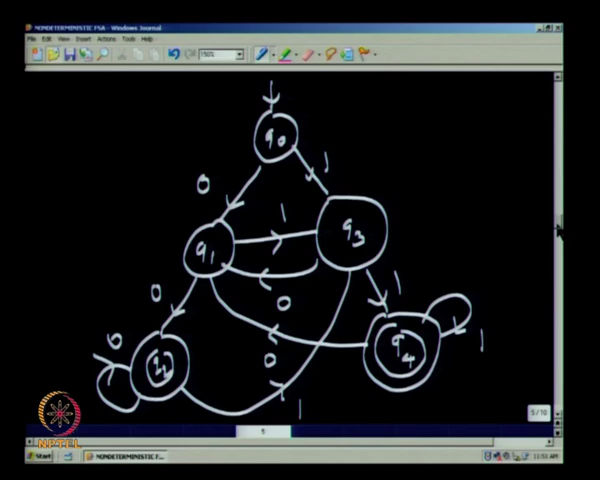 NONDETERMINISTIC FSA - Windows Journal
File Edit View Insert Actions Tools Help
150%
q0
0 1
1
q1 q3
0 0 1
0 q2 0 q4 1
1
5/10
NPTEL
5
Start NONDETERMINISTIC F... 11:51 AM